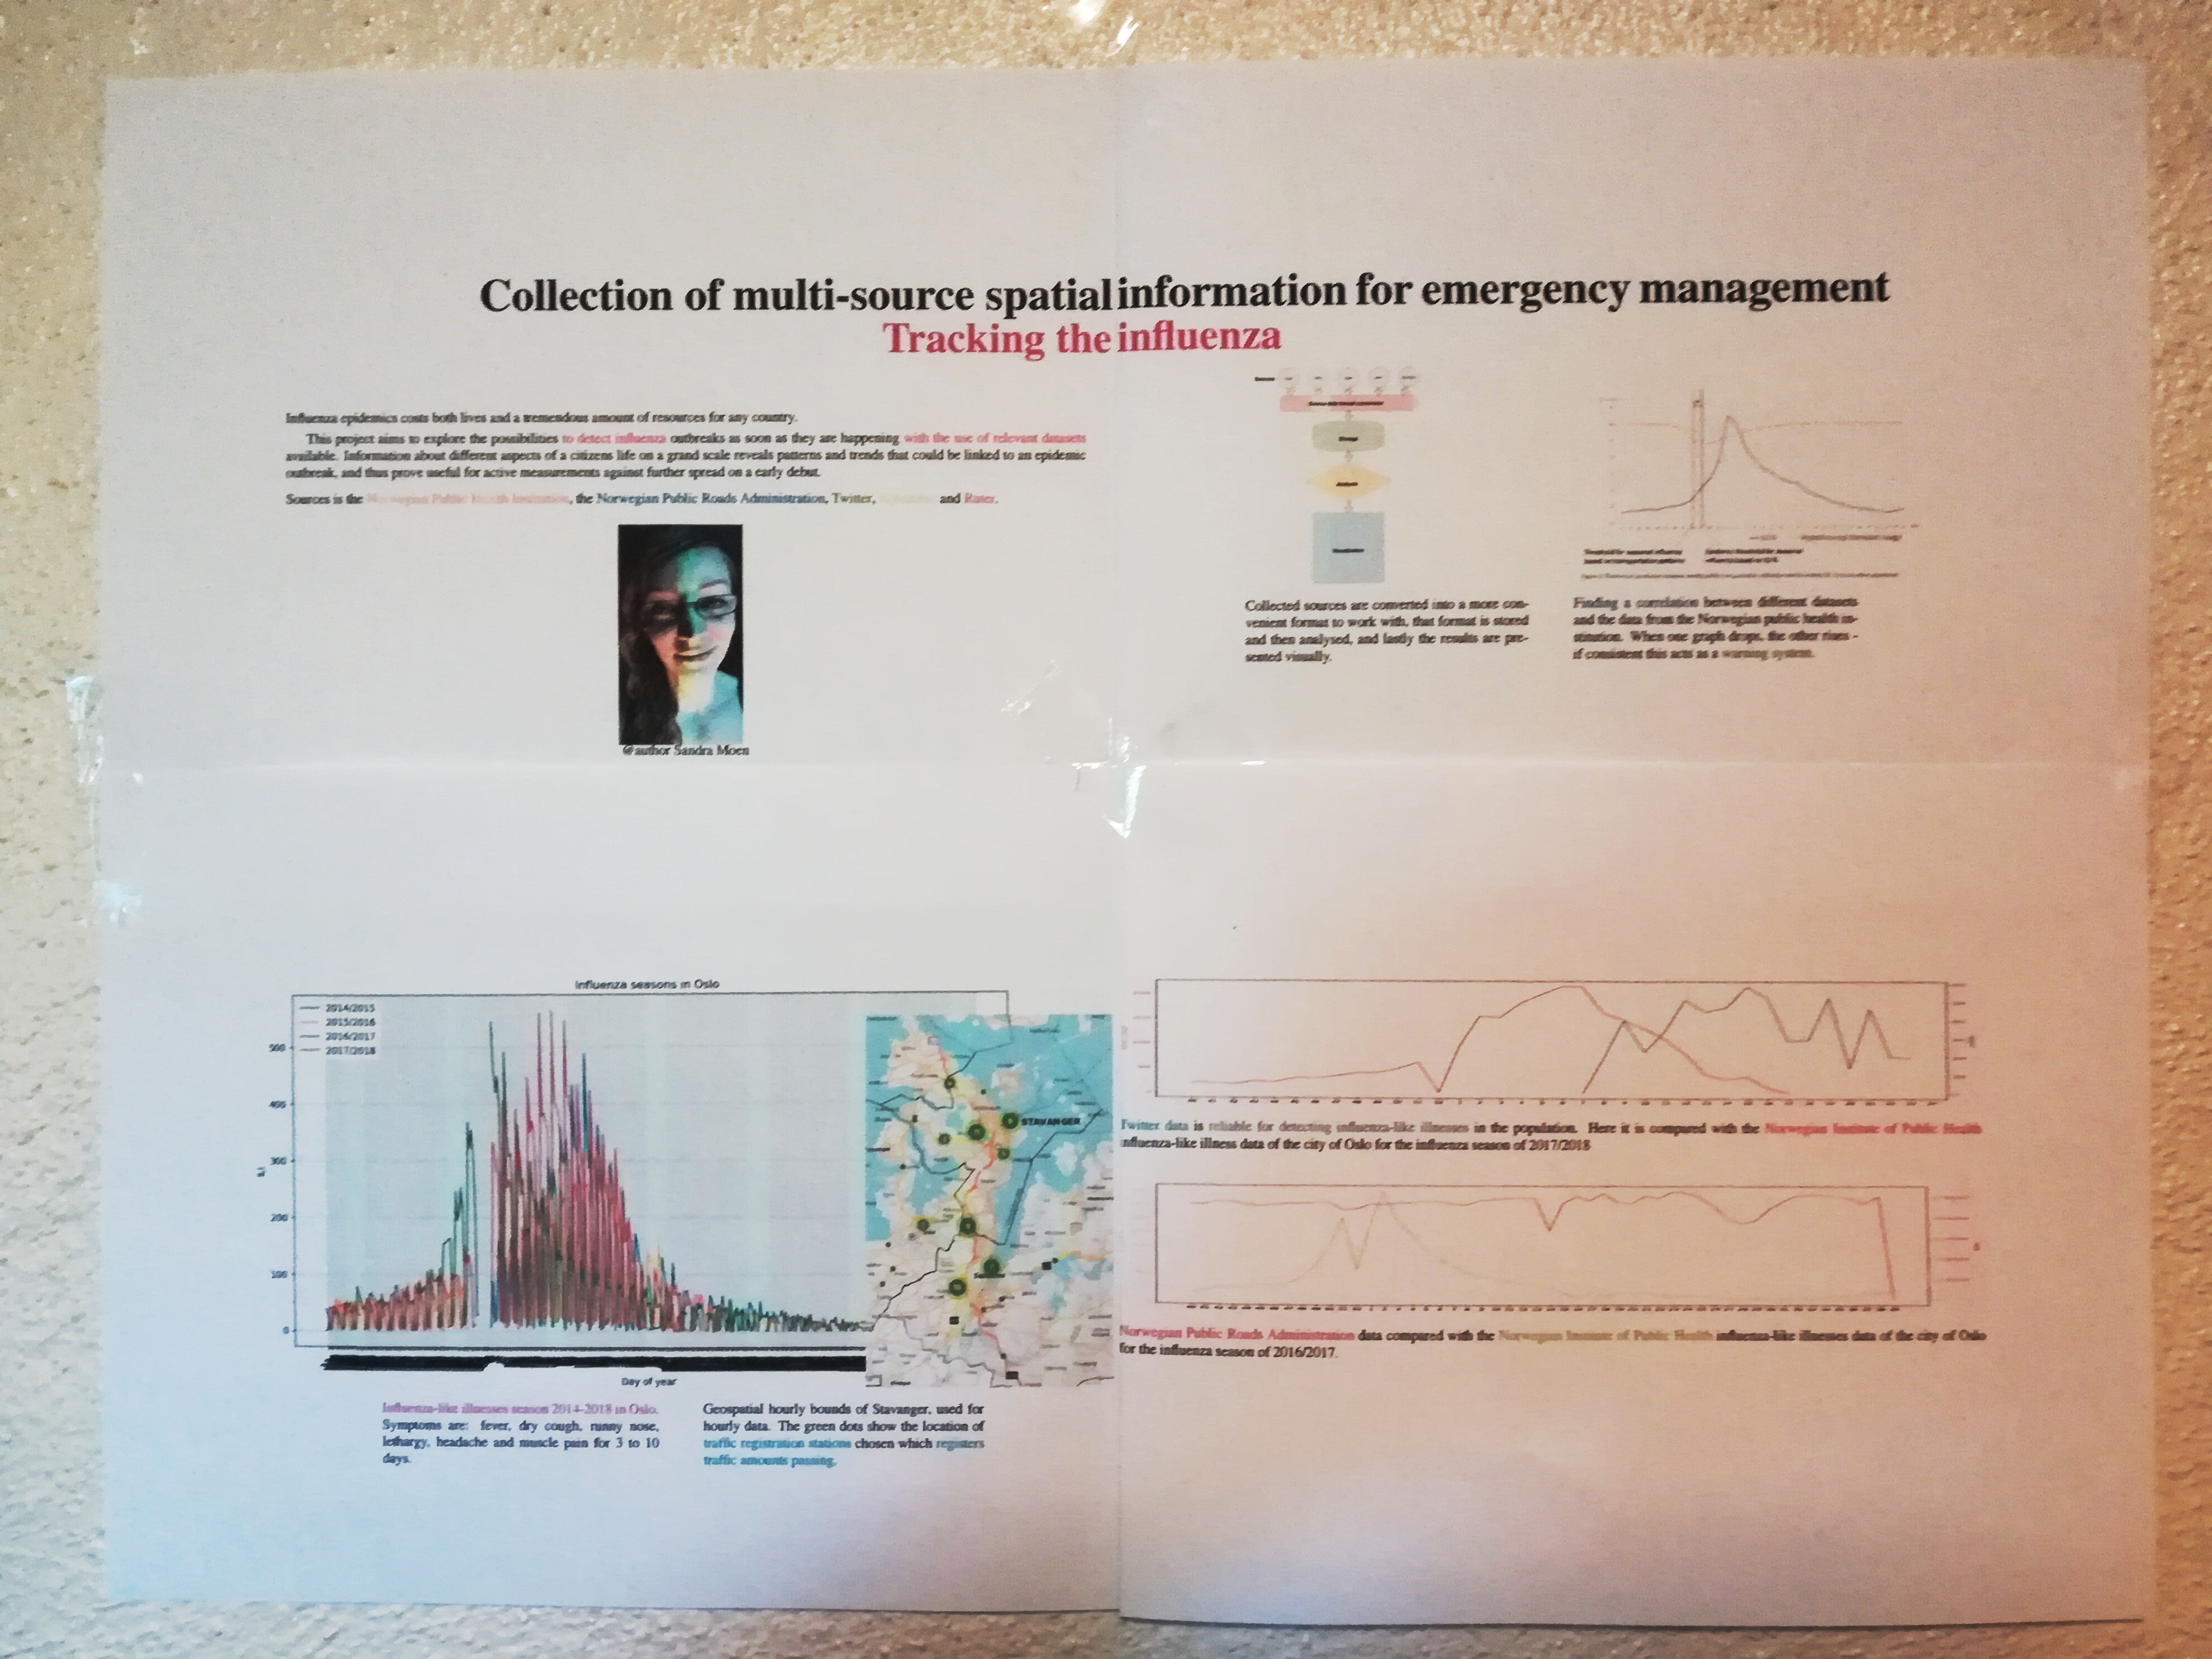 Collection of multi-source spatial information for emergency management
Tracking the influenza
Influenza epidemics costs both lives and a tremendous amount of resources for any country.
This project aims to explore the possibilities to detect influenza outbreaks as soon as they are happening with the use of relevant datasets
available. Information about different aspects of a citizens life on a grand scale reveals patterns and trends that could be linked to an epidemic
outbreak, and thus prove useful for active measurements against further spread on a early debut.
Sources is the Norwegian Public Health Institution, the Norwegian Public Roads Administration, Twitter, and Ruter.
@author Sandra Moen
Storage
Analysis
Visualization
Collected sources are converted into a more con-
venient format to work with, that format is stored
and then analysed, and lastly the results are pre-
sented visually.
Finding a correlation between different datasets
and the data from the Norwegian public health in-
stitution. When one graph drops, the other rises -
if consistent this acts as a warning system.
Influenza seasons in Oslo
2014/2015
2015/2016
2016/2017
2017/2018
500
400
300
200
100
0
Day of year
STAVANGER
Influenza-like illnesses season 2014-2018 in Oslo.
Symptoms are: fever, dry cough, runny nose,
lethargy, headache and muscle pain for 3 to 10
days.
Geospatial hourly bounds of Stavanger, used for
hourly data. The green dots show the location of
traffic registration stations chosen which registers
traffic amounts passing.
Twitter data is reliable for detecting influenza-like illnesses in the population. Here it is compared with the Norwegian Institute of Public Health
influenza-like illness data of the city of Oslo for the influenza season of 2017/2018
Norwegian Public Roads Administration data compared with the Norwegian Institute of Public Health influenza-like illnesses data of the city of Oslo
for the influenza season of 2016/2017.